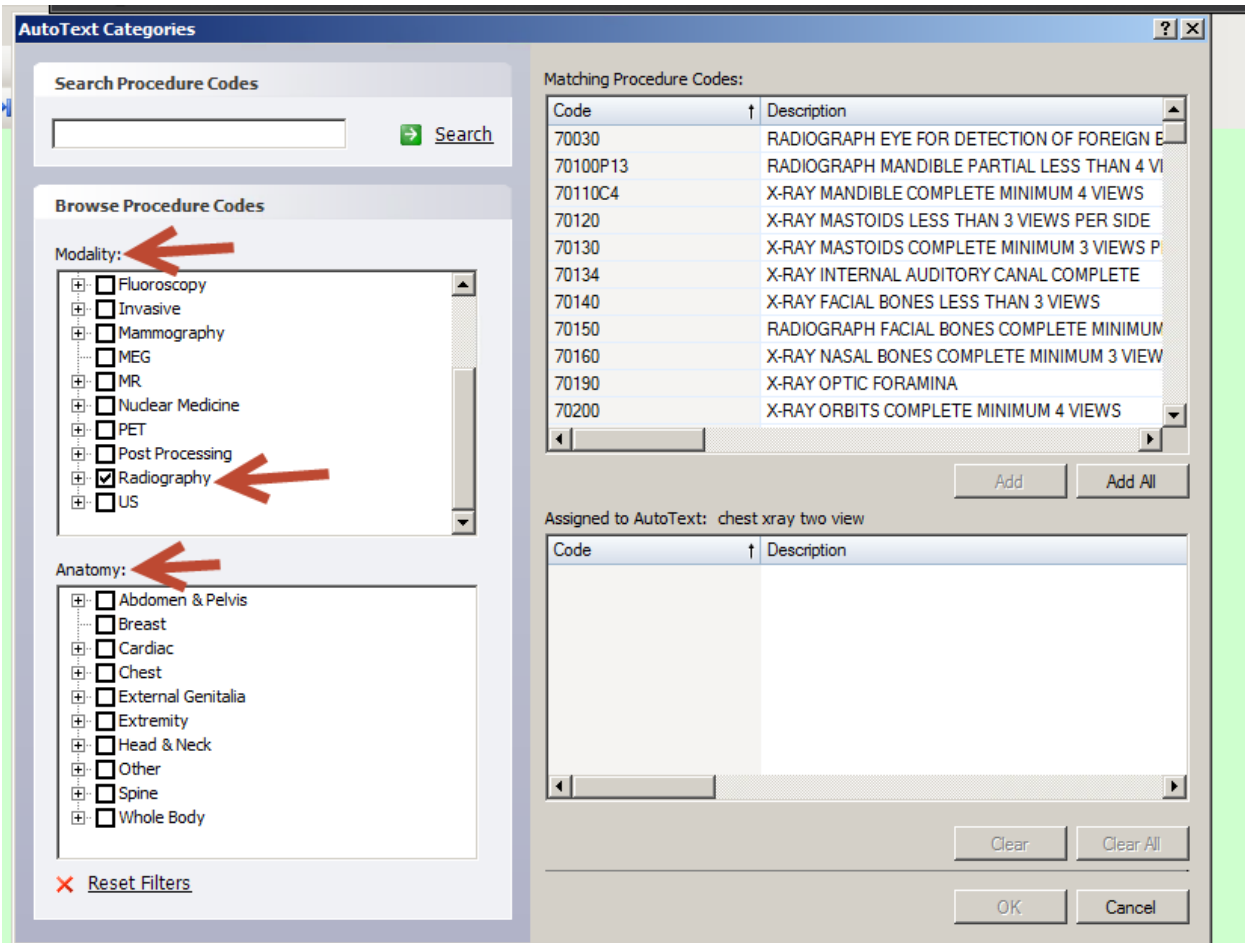 AutoText Categories
Search Procedure Codes
Search
Browse Procedure Codes
Modality:
Fluoroscopy
Invasive
Mammography
MEG
MR
Nuclear Medicine
PET
Post Processing
Radiography
US
Anatomy:
Abdomen & Pelvis
Breast
Cardiac
Chest
External Genitalia
Extremity
Head & Neck
Other
Spine
Whole Body
Reset Filters
Matching Procedure Codes:
Code Description
70030 RADIOGRAPH EYE FOR DETECTION OF FOREIGN
70100P13 RADIOGRAPH MANDIBLE PARTIAL LESS THAN 4
70110C4 X-RAY MANDIBLE COMPLETE MINIMUM 4 VIEWS
70120 X-RAY MASTOIDS LESS THAN 3 VIEWS PER SIDE
70130 X-RAY MASTOIDS COMPLETE MINIMUM 3 VIEWS
70134 X-RAY INTERNAL AUDITORY CANAL COMPLETE
70140 X-RAY FACIAL BONES LESS THAN 3 VIEWS
70150 RADIOGRAPH FACIAL BONES COMPLETE MINIMUM
70160 X-RAY NASAL BONES COMPLETE MINIMUM 3 VIEW
70190 X-RAY OPTIC FORAMINA
70200 X-RAY ORBITS COMPLETE MINIMUM 4 VIEWS
Add Add All
Assigned to AutoText: chest xray two view
Code Description
Clear Clear All
OK Cancel